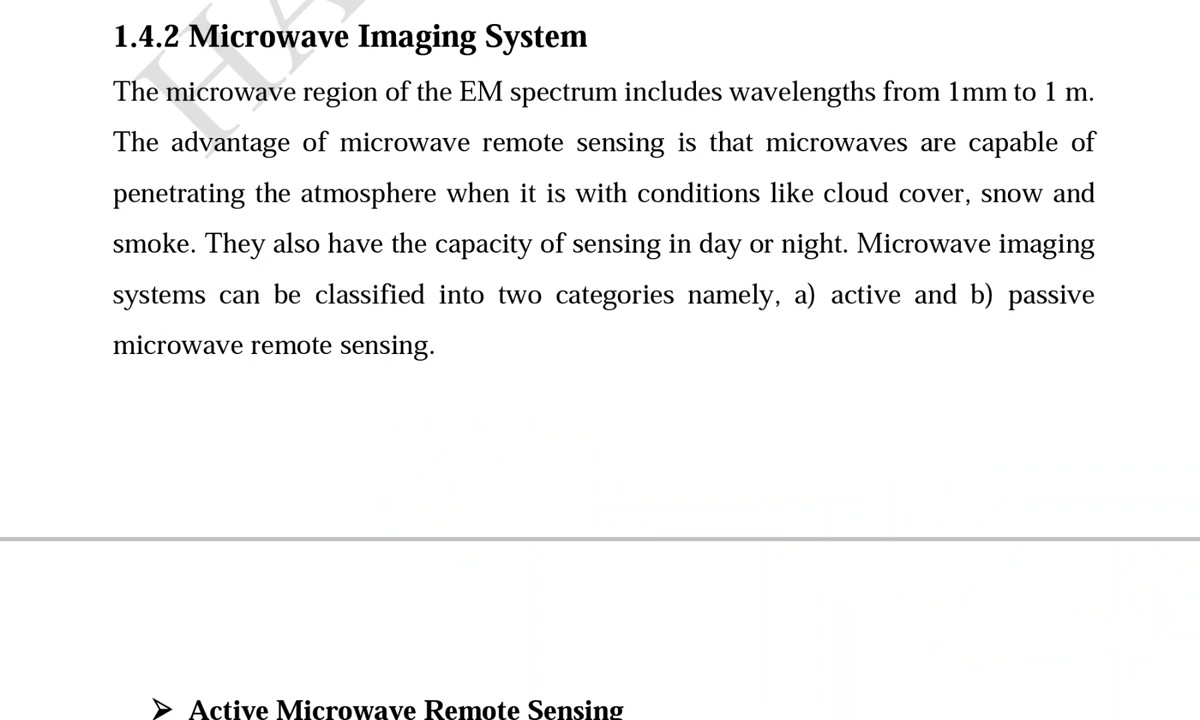 1.4.2 Microwave Imaging System
The microwave region of the EM spectrum includes wavelengths from 1mm to 1 m.
The advantage of microwave remote sensing is that microwaves are capable of
penetrating the atmosphere when it is with conditions like cloud cover, snow and
smoke. They also have the capacity of sensing in day or night. Microwave imaging
systems can be classified into two categories namely, a) active and b) passive
microwave remote sensing.
➢ Active Microwave Remote Sensing